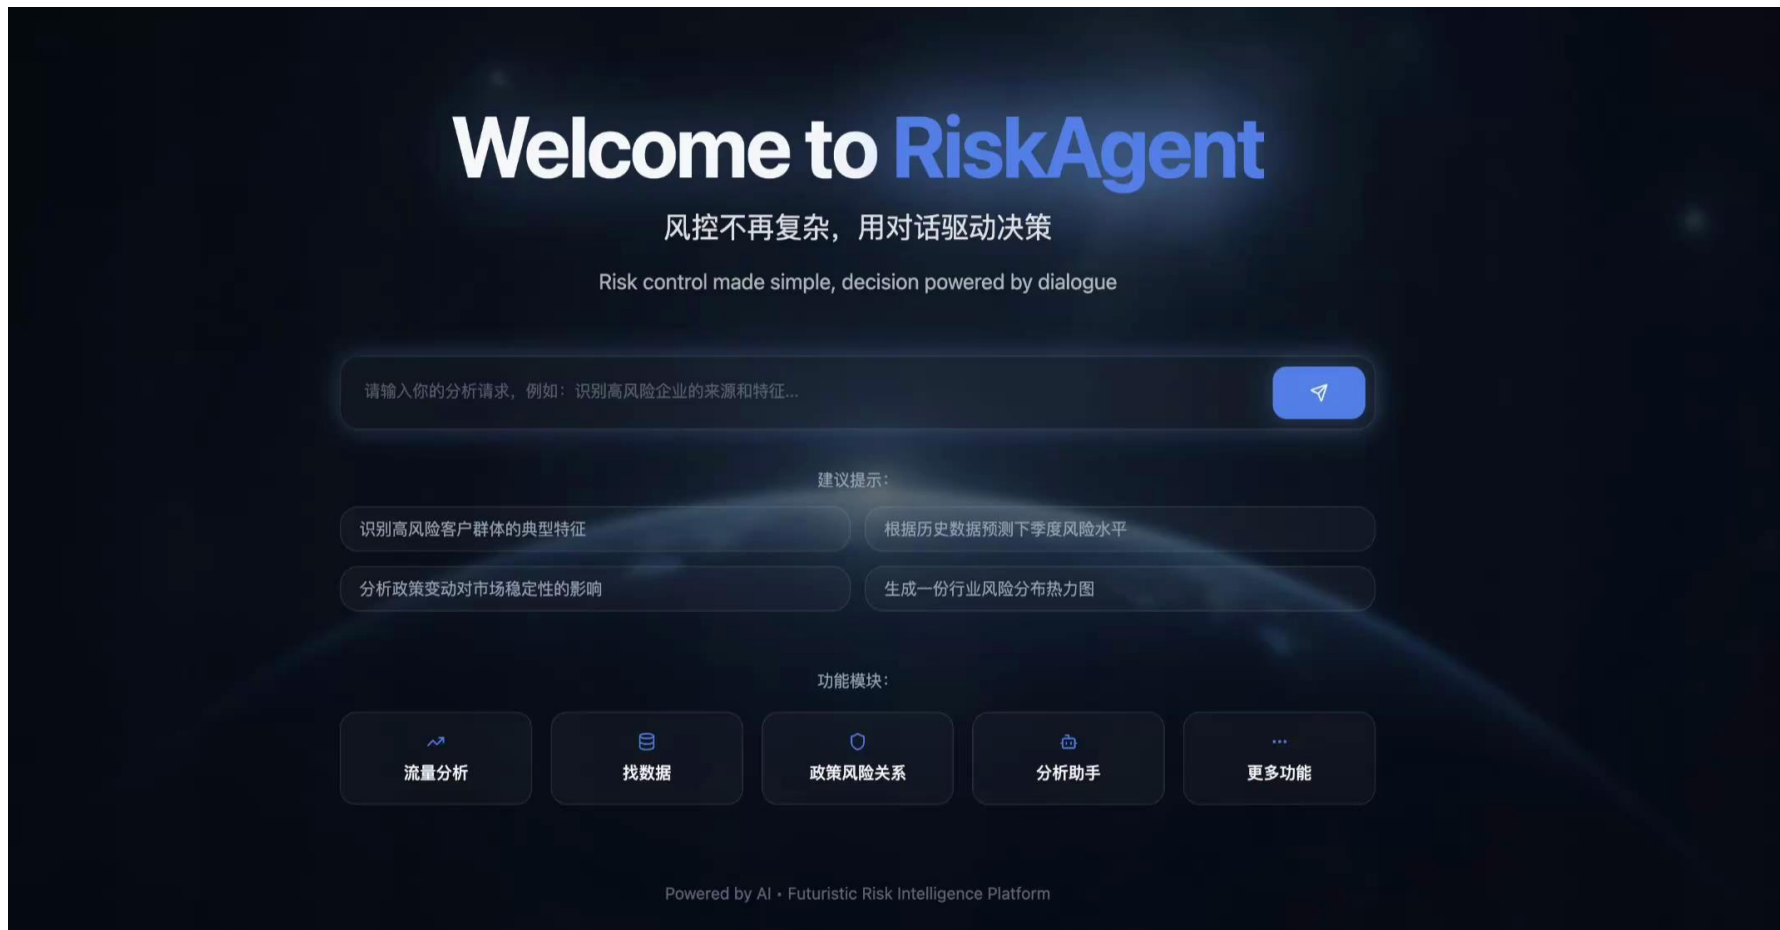 Welcome to RiskAgent
风控不再复杂，用对话驱动决策
Risk control made simple, decision powered by dialogue
请输入你的分析请求，例如：识别高风险企业的来源和特征...
建议提示：
识别高风险客户群体的典型特征
根据历史数据预测下季度风险水平
分析政策变动对市场稳定性的影响
生成一份行业风险分布热力图
功能模块：
流量分析
找数据
政策风险关系
分析助手
更多功能
Powered by AI • Futuristic Risk Intelligence Platform